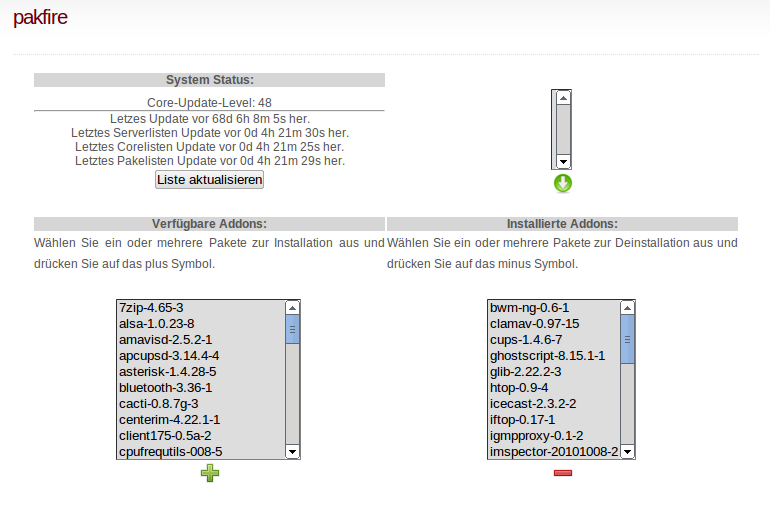 pakfire
System Status:
Core-Update-Level: 48
Letzes Update vor 68d 6h 8m 5s her.
Letztes Serverlisten Update vor 0d 4h 21m 30s her.
Letztes Corelisten Update vor 0d 4h 21m 25s her.
Letztes Pakelisten Update vor 0d 4h 21m 29s her.
Liste aktualisieren
Verfügbare Addons:
Wählen Sie ein oder mehrere Pakete zur Installation aus und
drücken Sie auf das plus Symbol.
7zip-4.65-3
alsa-1.0.23-8
amavisd-2.5.2-1
apcupsd-3.14.4-4
asterisk-1.4.28-5
bluetooth-3.36-1
cacti-0.8.7g-3
centerim-4.22.1-1
client175-0.5a-2
cpufrequtils-008-5
Installierte Addons:
Wählen Sie ein oder mehrere Pakete zur Deinstallation aus und
drücken Sie auf das minus Symbol.
bwm-ng-0.6-1
clamav-0.97-15
cups-1.4.6-7
ghostscript-8.15.1-1
glib-2.22.2-3
htop-0.9-4
icecast-2.3.2-2
iftop-0.17-1
igmpproxy-0.1-2
imspector-20101008-2